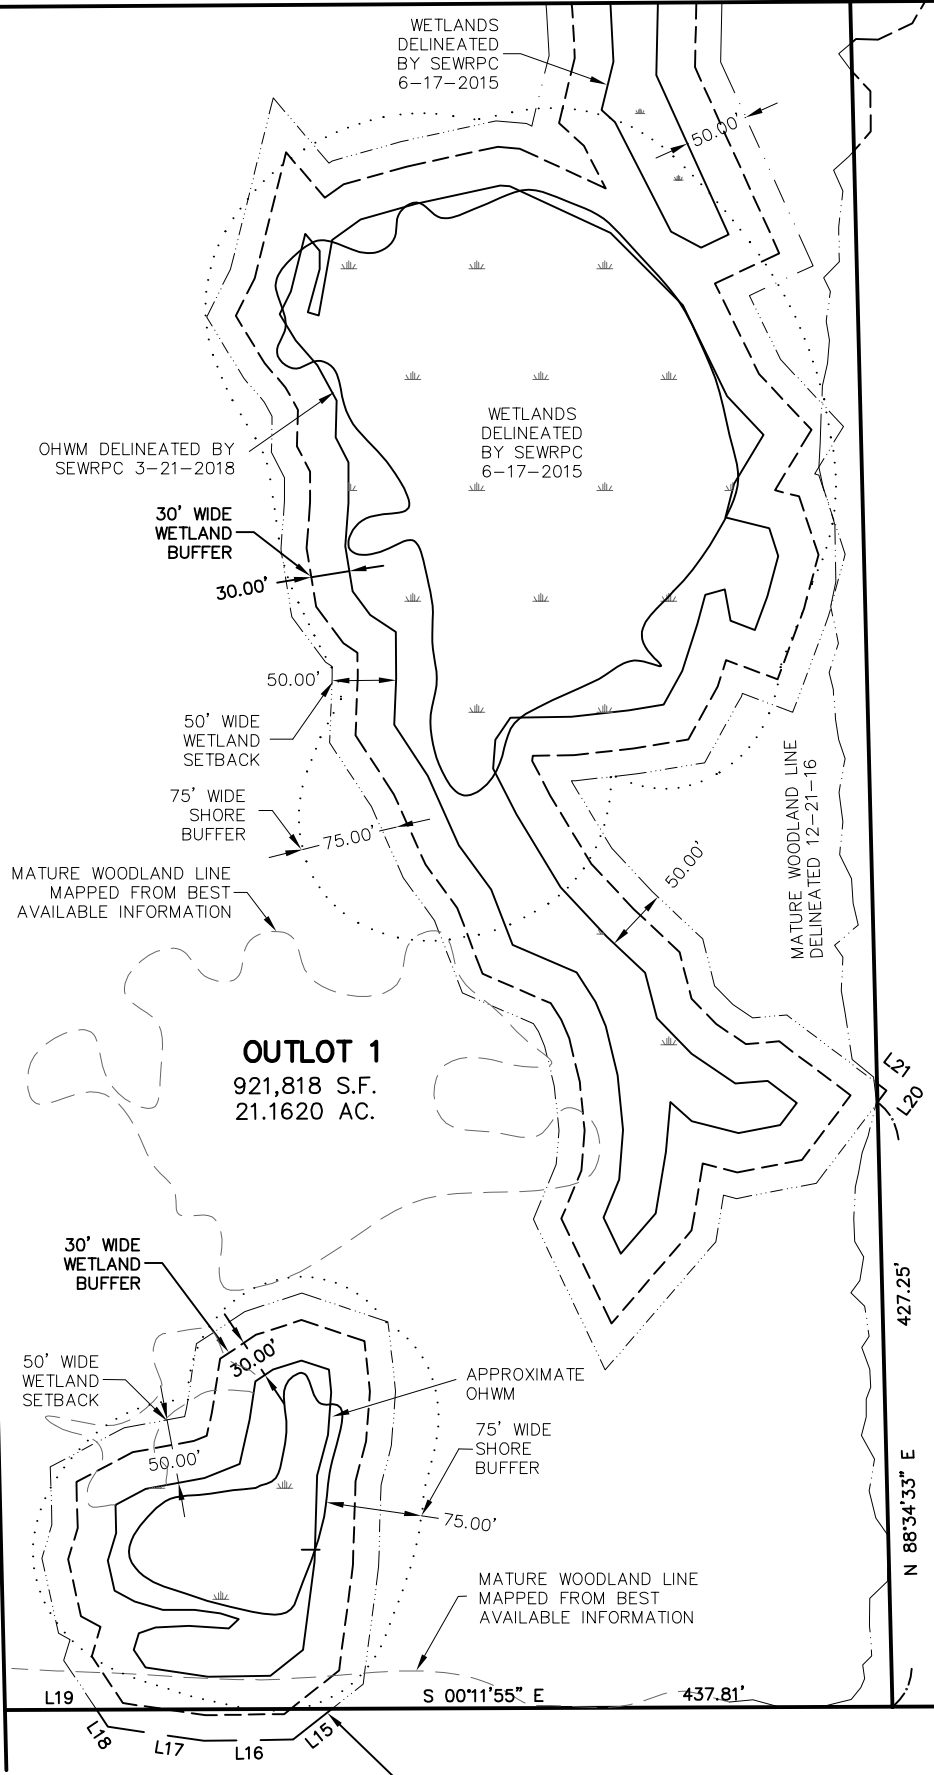 WETLANDS
DELINEATED
BY SEWRPC
6-17-2015
50.00'
WETLANDS
DELINEATED
BY SEWRPC
6-17-2015
OHWM DELINEATED BY
SEWRPC 3-21-2018
30' WIDE
WETLAND
BUFFER
30.00'
50.00'
50' WIDE
WETLAND
SETBACK
75' WIDE
SHORE
BUFFER
75.00'
MATURE WOODLAND LINE
DELINEATED 12-21-16
50.00'
MATURE WOODLAND LINE
MAPPED FROM BEST
AVAILABLE INFORMATION
OUTLOT 1
921,818 S.F.
21.1620 AC.
L21
L20
30' WIDE
WETLAND
BUFFER
30.00'
427.25'
50' WIDE
WETLAND
SETBACK
50.00'
APPROXIMATE
OHWM
75' WIDE
SHORE
BUFFER
75.00'
N 88°34'33" E
MATURE WOODLAND LINE
MAPPED FROM BEST
AVAILABLE INFORMATION
L19
S 00°11'55" E
437.81'
L18
L17
L16
L15